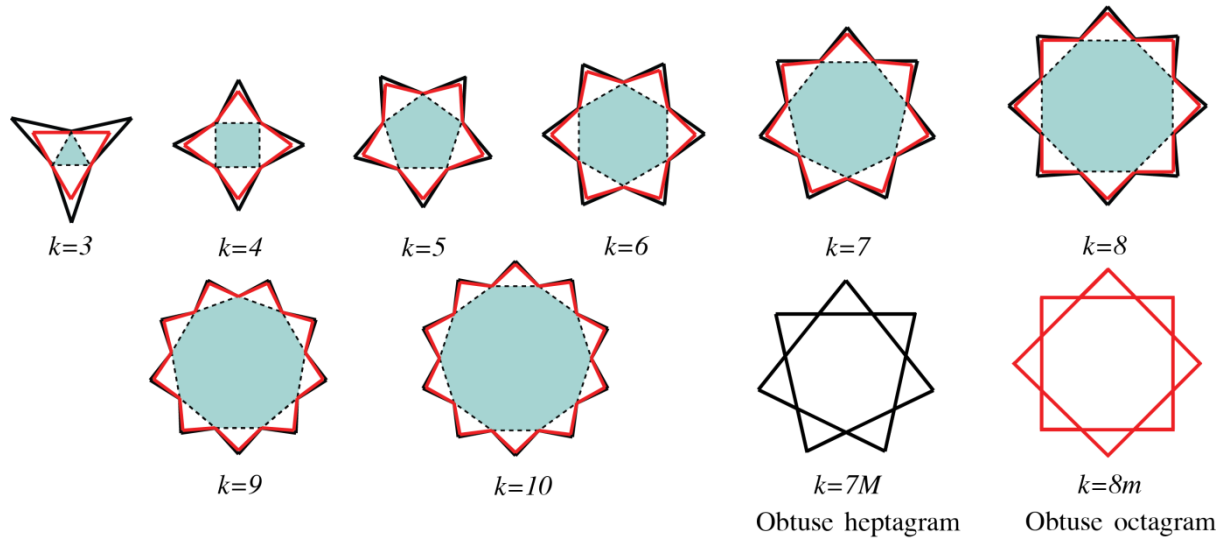 k=3
k=4
k=5
k=6
k=7
k=8
k=9
k=10
k=7M
Obtuse heptagram
k=8m
Obtuse octagram